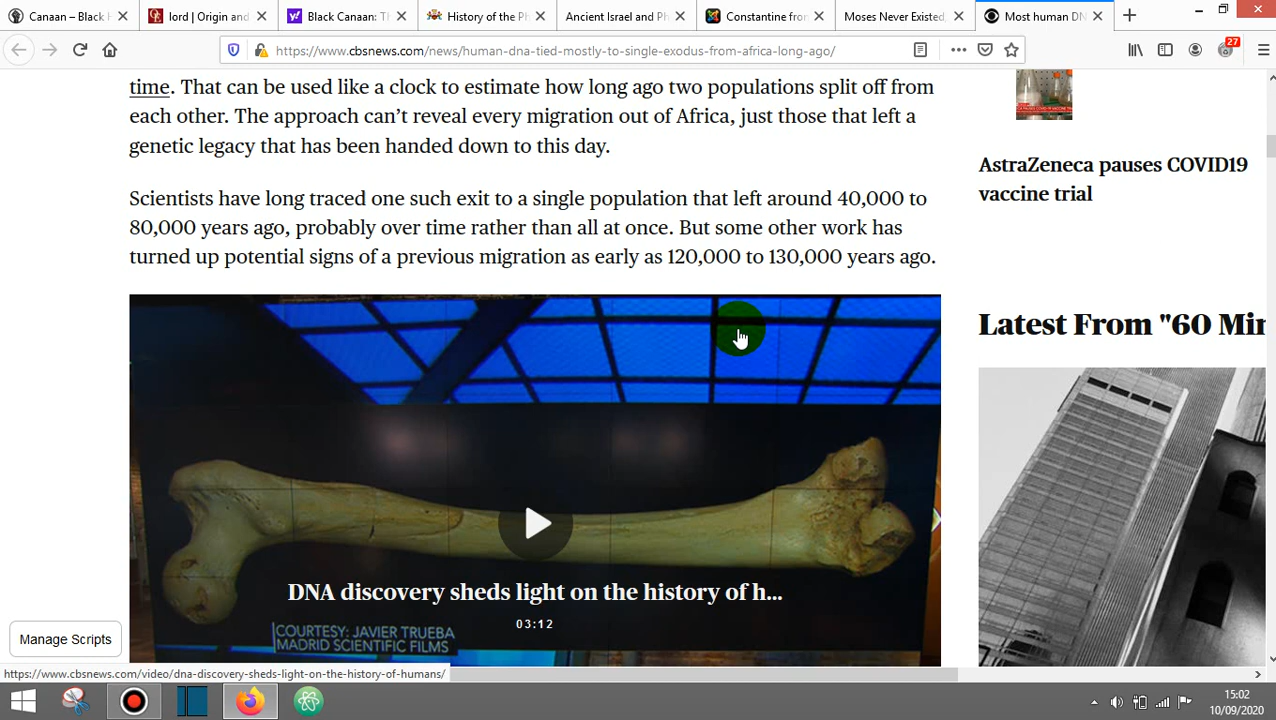 Canaan – Black H
lord | Origin and
Black Canaan: Th
History of the Ph
Ancient Israel and Ph
Constantine from
Moses Never Existed,
Most human DN
https://www.cbsnews.com/news/human-dna-tied-mostly-to-single-exodus-from-africa-long-ago/
27
time. That can be used like a clock to estimate how long ago two populations split off from
each other. The approach can't reveal every migration out of Africa, just those that left a
genetic legacy that has been handed down to this day.
Scientists have long traced one such exit to a single population that left around 40,000 to
80,000 years ago, probably over time rather than all at once. But some other work has
turned up potential signs of a previous migration as early as 120,000 to 130,000 years ago.
DNA discovery sheds light on the history of h...
03:12
COURTESY: JAVIER TRUEBA
MADRID SCIENTIFIC FILMS
AstraZeneca pauses COVID19
vaccine trial
Latest From "60 Min
Manage Scripts
https://www.cbsnews.com/video/dna-discovery-sheds-light-on-the-history-of-humans/
15:02
10/09/2020